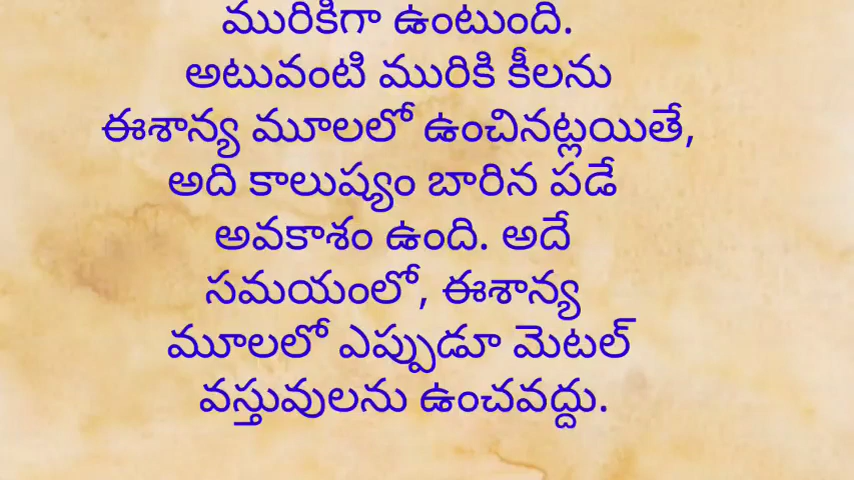 మురికిగా ఉంటుంది.
అటువంటి మురికి కీలను
ఈశాన్య మూలలో ఉంచినట్లయితే,
అది కాలుష్యం బారిన పడే
అవకాశం ఉంది. అదే
సమయంలో, ఈశాన్య
మూలలో ఎప్పుడూ మెటల్
వస్తువులను ఉంచవద్దు.